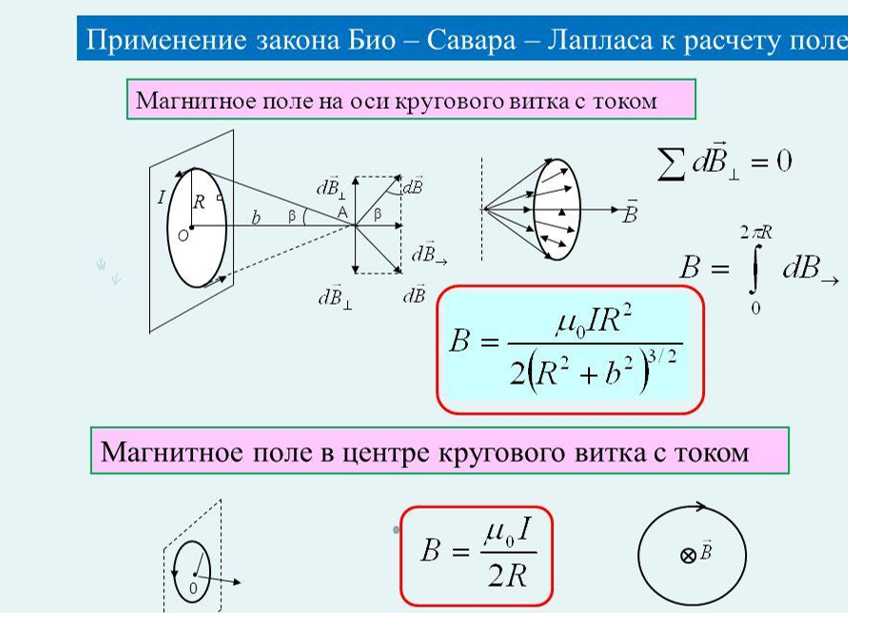 Применение закона Био – Савара – Лапласа к расчету поле
Магнитное поле на оси кругового витка с током
I R O b β A β
dB⃗⊥ dB⃗
dB⃗→
dB⃗⊥ dB⃗
B⃗
∑ dB⃗⊥ = 0
B = ∫₀^{2πR} dB→
B = μ₀IR² / 2(R² + b²)^{3/2}
Магнитное поле в центре кругового витка с током
0
B = μ₀I / 2R
B⃗